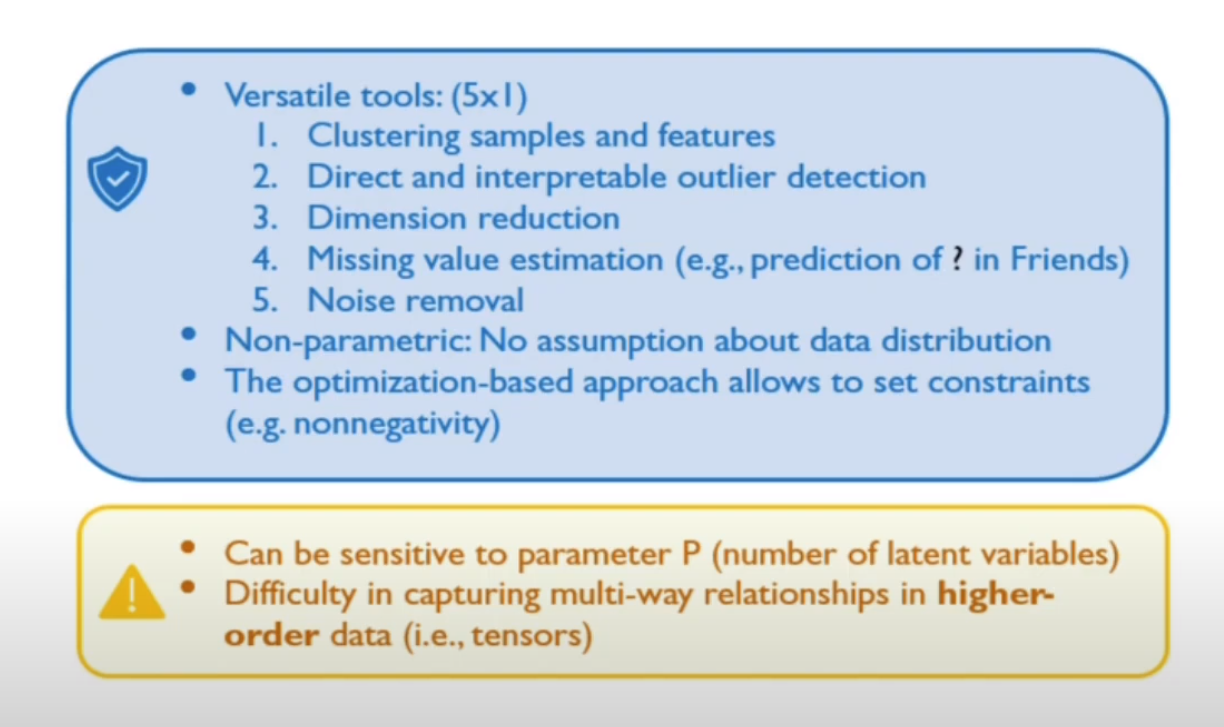 • Versatile tools: (5x1)
1. Clustering samples and features
2. Direct and interpretable outlier detection
3. Dimension reduction
4. Missing value estimation (e.g., prediction of ? in Friends)
5. Noise removal
• Non-parametric: No assumption about data distribution
• The optimization-based approach allows to set constraints
(e.g. nonnegativity)
• Can be sensitive to parameter P (number of latent variables)
• Difficulty in capturing multi-way relationships in higher-
order data (i.e., tensors)